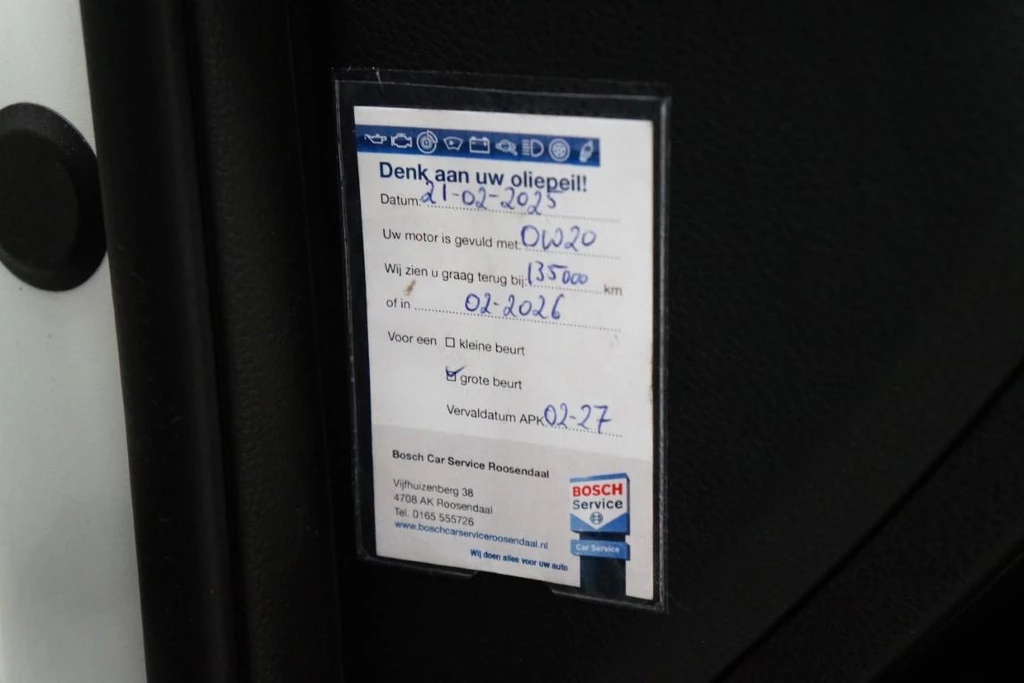 Denk aan uw oliepeil!
Datum: 21-02-2025
Uw motor is gevuld met: 0W20
Wij zien u graag terug bij: 135000 km
of in 02-2026
Voor een kleine beurt
grote beurt
Vervaldatum APK 02-27
Bosch Car Service Roosendaal
Vijfhuizenberg 38
4708 AK Roosendaal
Tel. 0165 555726
www.boschcarserviceroosendaal.nl
Wij doen alles voor uw auto
BOSCH
Service
Car Service